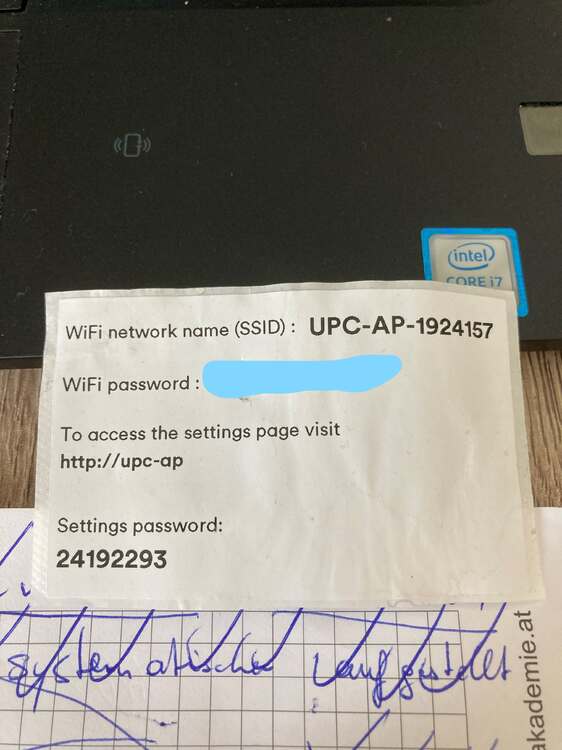 intel
CORE i7
WiFi network name (SSID) : UPC-AP-1924157
WiFi password :
To access the settings page visit
http://upc-ap
Settings password:
24192293
systematische
akademie.at